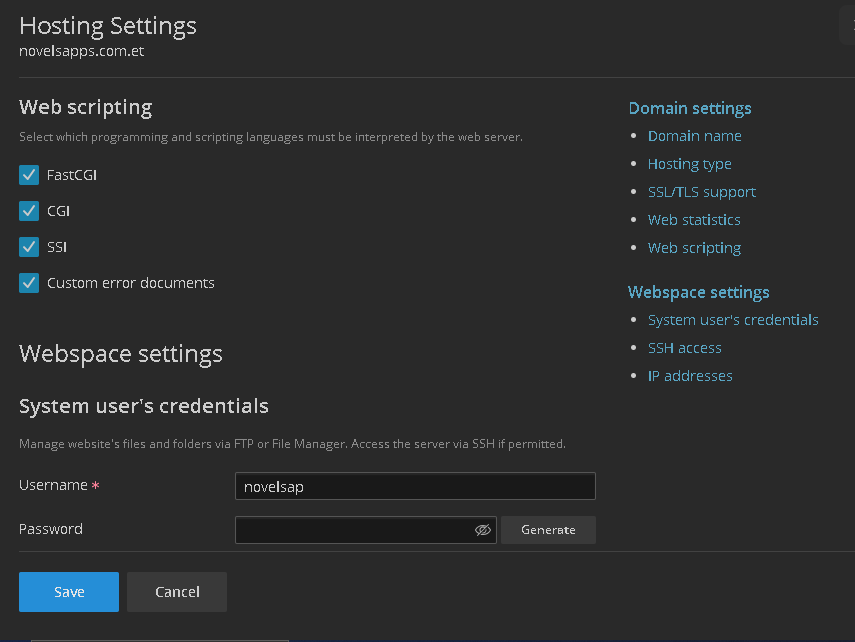 Hosting Settings
novelsapps.com.et
Web scripting
Select which programming and scripting languages must be interpreted by the web server.
FastCGI
CGI
SSI
Custom error documents
Webspace settings
System user's credentials
Manage website's files and folders via FTP or File Manager. Access the server via SSH if permitted.
Username *
novelsap
Password
Generate
Save
Cancel
Domain settings
Domain name
Hosting type
SSL/TLS support
Web statistics
Web scripting
Webspace settings
System user's credentials
SSH access
IP addresses